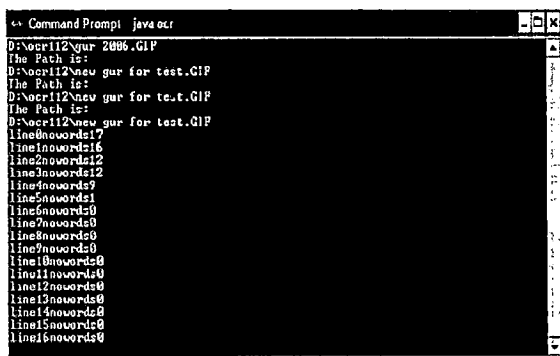 Command Prompt java ocr
D:\ocr112\gur 2006.GIF
The Path is:
D:\ocr112\new gur for test.GIF
The Path is:
D:\ocr112\new gur for test.GIF
The Path is:
D:\ocr112\new gur for test.GIF
line0nowords17
line1nowords16
line2nowords12
line3nowords12
line4nowords9
line5nowords1
line6nowords0
line7nowords0
line8nowords0
line9nowords0
line10nowords0
line11nowords0
line12nowords0
line13nowords0
line14nowords0
line15nowords0
line16nowords0